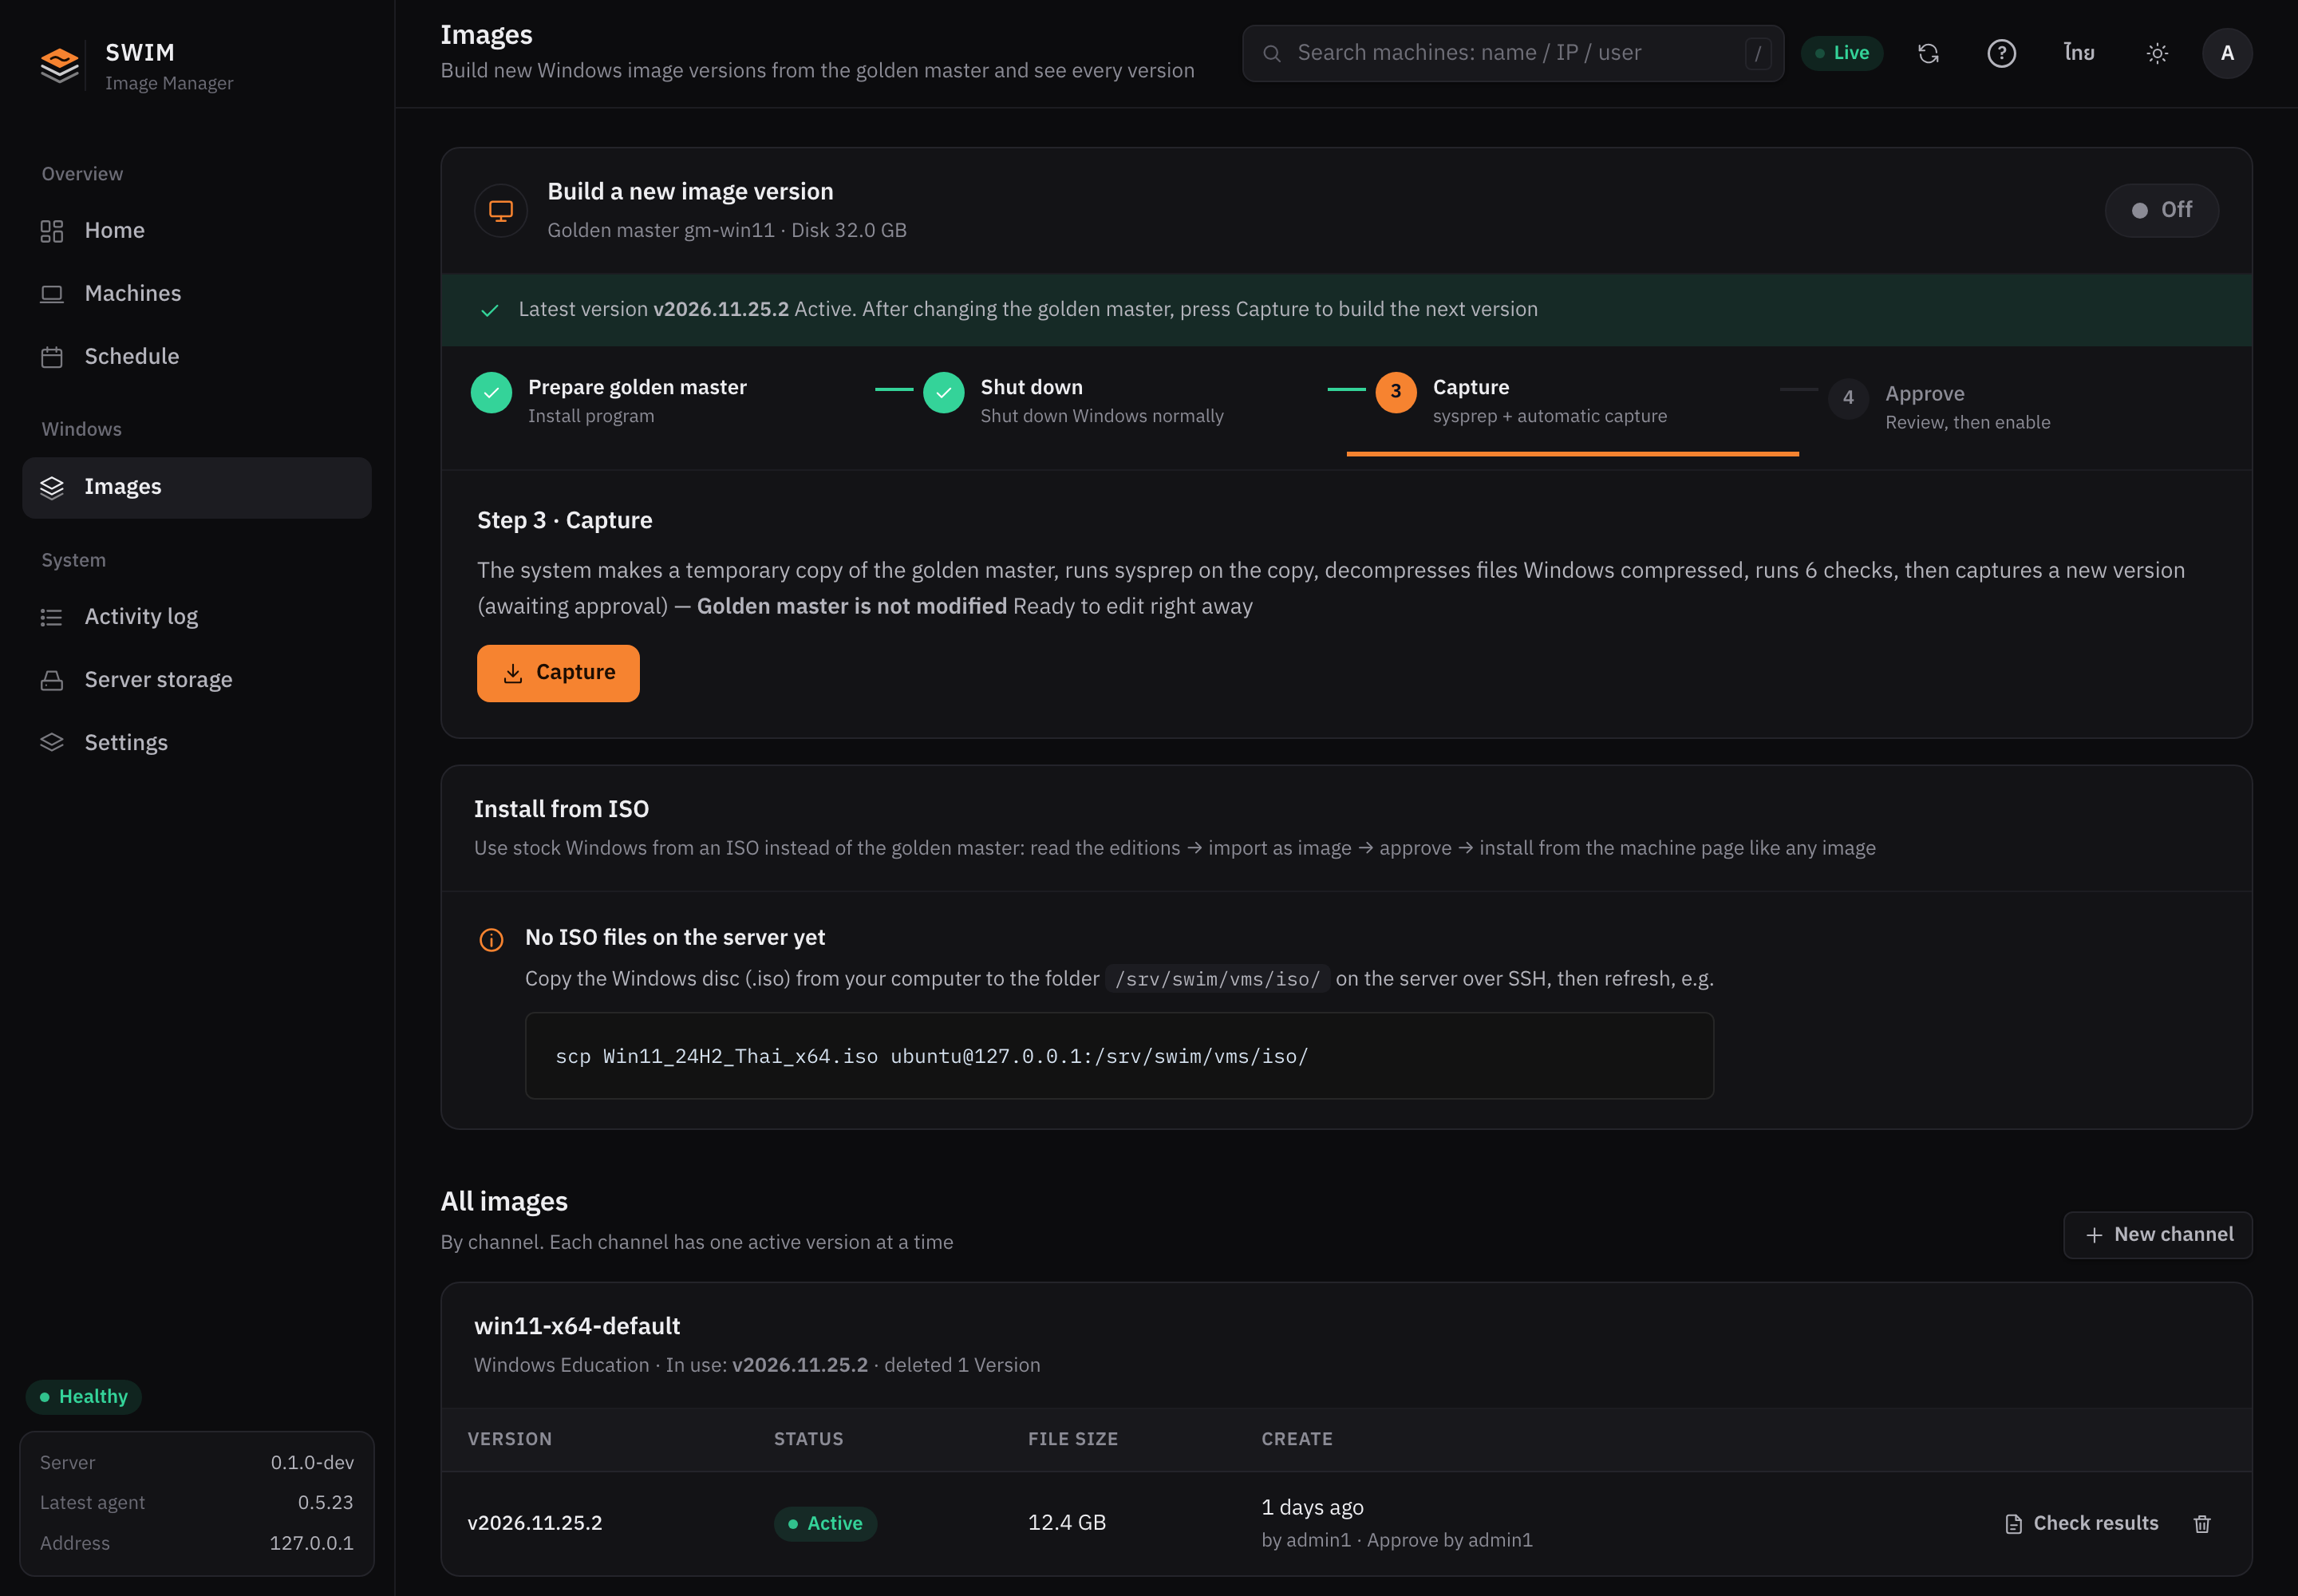 SWIM
Image Manager
Overview
Home
Machines
Schedule
Windows
Images
System
Activity log
Server storage
Settings
Healthy
Server 0.1.0-dev
Latest agent 0.5.23
Address 127.0.0.1
Images
Build new Windows image versions from the golden master and see every version
Search machines: name / IP / user /
Live
?
ไทย
A
Build a new image version
Golden master gm-win11 · Disk 32.0 GB
Off
Latest version v2026.11.25.2 Active. After changing the golden master, press Capture to build the next version
Prepare golden master
Install program
Shut down
Shut down Windows normally
3
Capture
sysprep + automatic capture
4
Approve
Review, then enable
Step 3 · Capture
The system makes a temporary copy of the golden master, runs sysprep on the copy, decompresses files Windows compressed, runs 6 checks, then captures a new version
(awaiting approval) — Golden master is not modified Ready to edit right away
Capture
Install from ISO
Use stock Windows from an ISO instead of the golden master: read the editions → import as image → approve → install from the machine page like any image
No ISO files on the server yet
Copy the Windows disc (.iso) from your computer to the folder /srv/swim/vms/iso/ on the server over SSH, then refresh, e.g.
scp Win11_24H2_Thai_x64.iso ubuntu@127.0.0.1:/srv/swim/vms/iso/
All images
By channel. Each channel has one active version at a time
+ New channel
win11-x64-default
Windows Education · In use: v2026.11.25.2 · deleted 1 Version
VERSION STATUS FILE SIZE CREATE
v2026.11.25.2 Active 12.4 GB 1 days ago
by admin1 · Approve by admin1
Check results